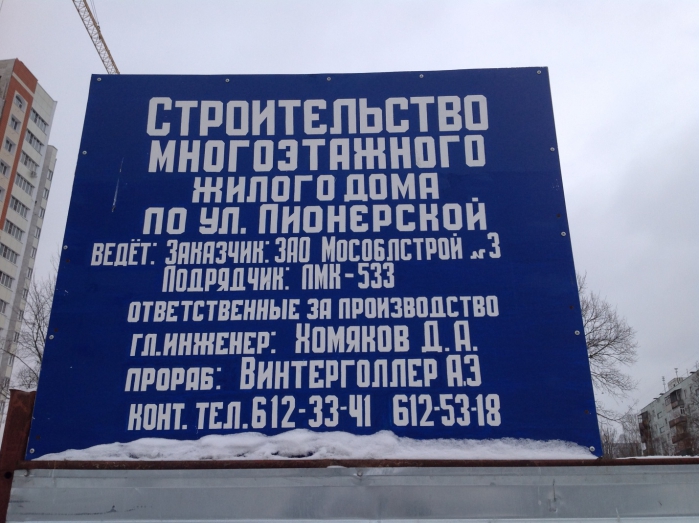 СТРОИТЕЛЬСТВО
МНОГОЭТАЖНОГО
ЖИЛОГО ДОМА
ПО УЛ. ПИОНЕРСКОЙ
ВЕДЁТ: ЗАКАЗЧИК: ЗАО МОСОБЛСТРОЙ №3
ПОДРЯДЧИК: ПМК-533
ОТВЕТСТВЕННЫЕ ЗА ПРОИЗВОДСТВО
ГЛ.ИНЖЕНЕР: ХОМЯКОВ Д.А.
ПРОРАБ: ВИНТЕРГОЛЛЕР А.Э
КОНТ. ТЕЛ. 612-33-41 612-53-18